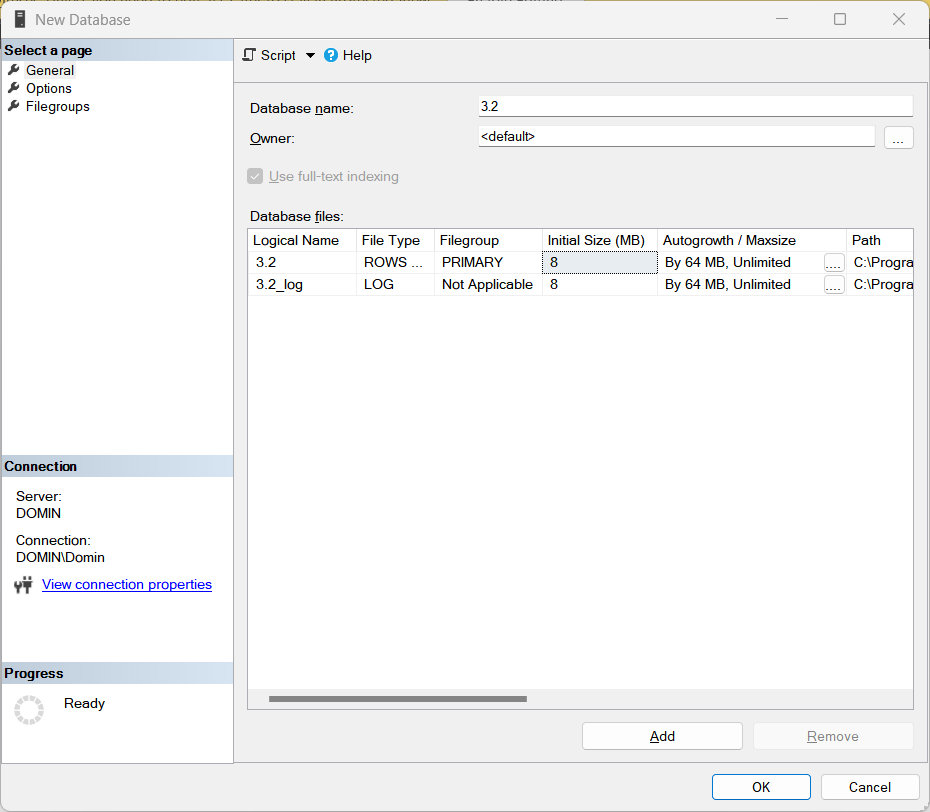 New Database
Select a page
General
Options
Filegroups
Script
Help
Database name:
3.2
Owner:
<default>
...
Use full-text indexing
Database files:
Logical Name File Type Filegroup Initial Size (MB) Autogrowth / Maxsize Path
3.2 ROWS ... PRIMARY 8 By 64 MB, Unlimited .... C:\Progra
3.2_log LOG Not Applicable 8 By 64 MB, Unlimited .... C:\Progra
Connection
Server:
DOMIN
Connection:
DOMIN\Domin
View connection properties
Progress
Ready
Add
Remove
OK
Cancel